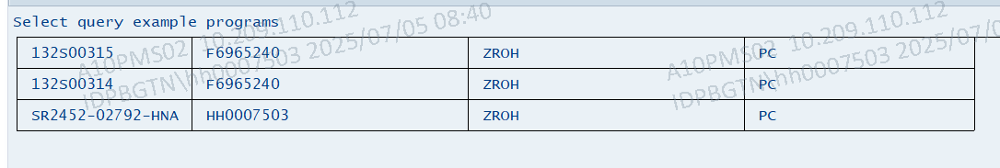 Select query example programs
132S00315 F6965240 ZROH PC
132S00314 F6965240 ZROH PC
SR2452-02792-HNA HH0007503 ZROH PC
A10PMS02 10.209.110.112
IDPBGTN\hh0007503 2025/07/05 08:40
A10PMS02 10.209.110.112
IDPBGTN\hh0007503 2025/07/0